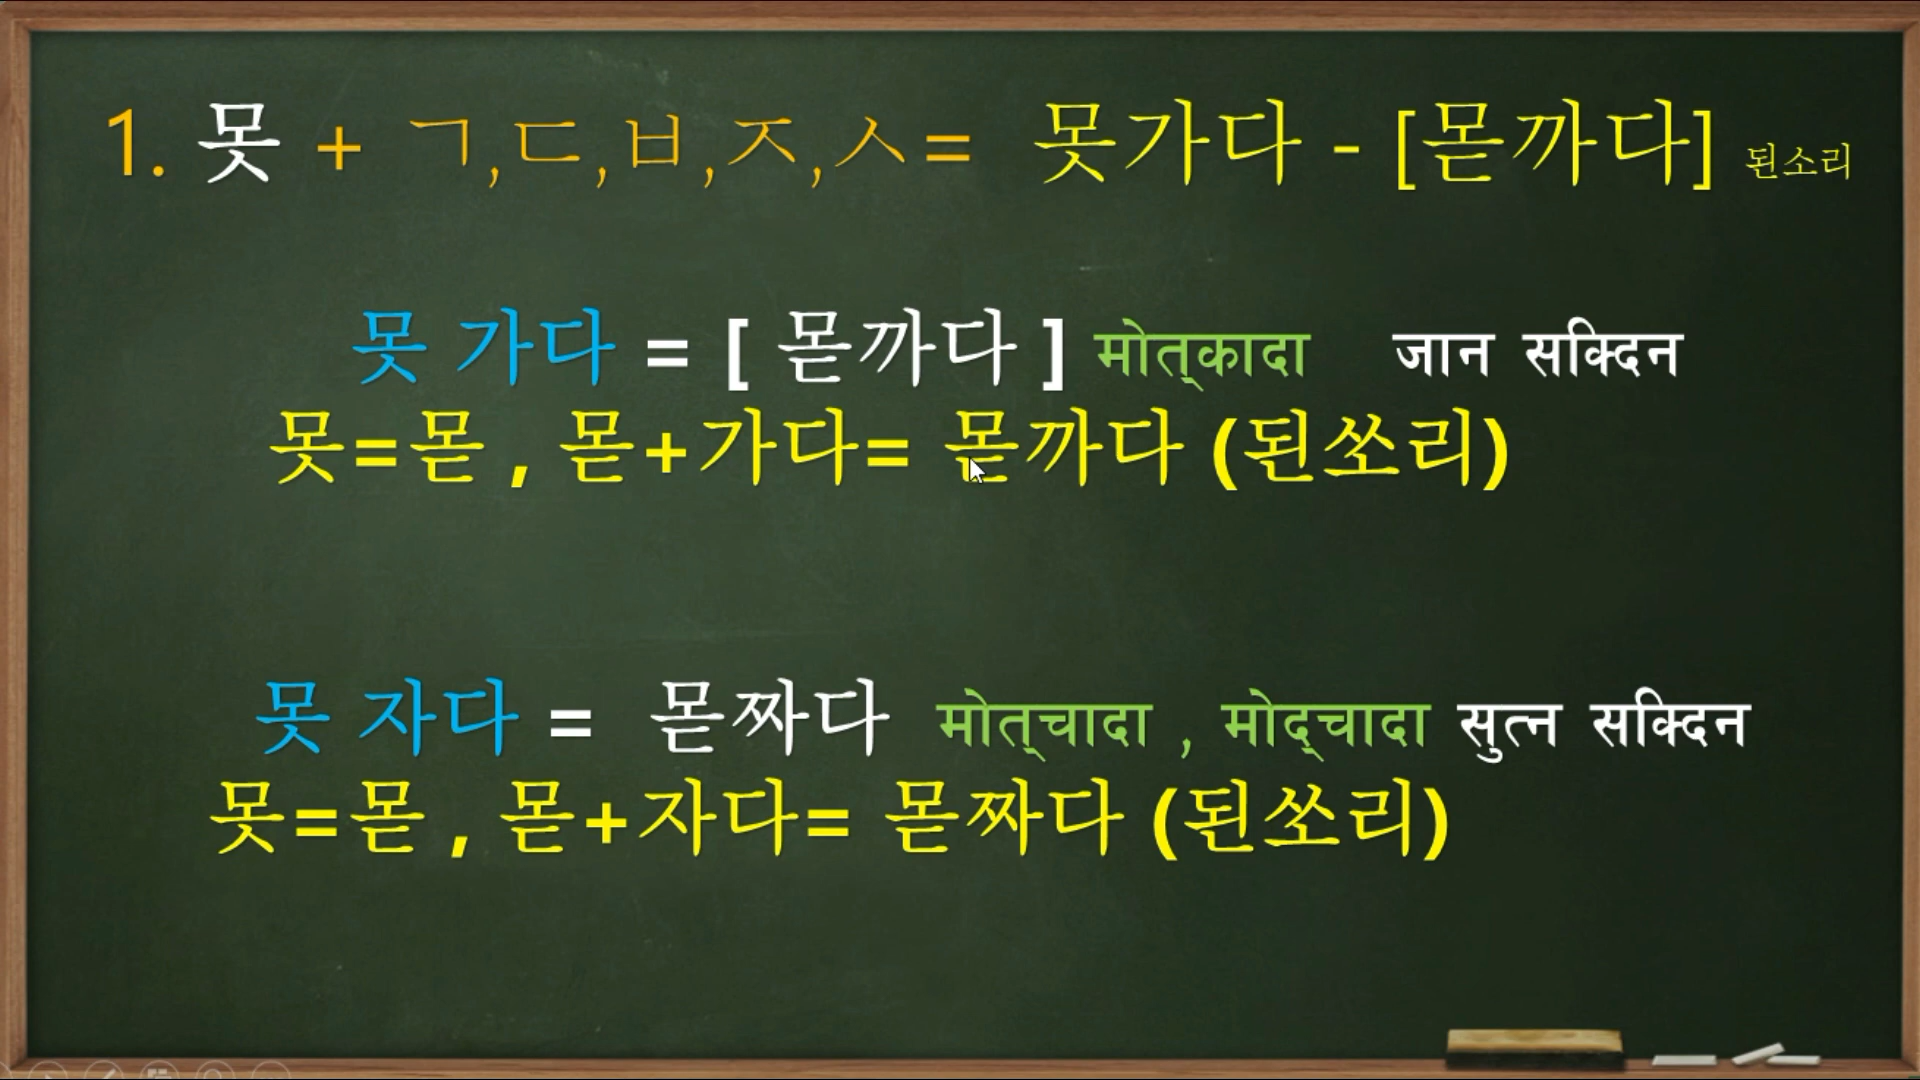 1. 못 + ㄱ,ㄷ,ㅂ,ㅈ,ㅅ= 못가다 - [몯까다] 된소리
못 가다 = [ 몯까다 ] मोत्‌कादा जान सक्दिन
못=몯 , 몯+가다= 몯까다 (된쏘리)
못 자다 = 몯짜다 मोत्‌चादा , मोद्‌चादा सुत्न सक्दिन
못=몯 , 몯+자다= 몯짜다 (된쏘리)